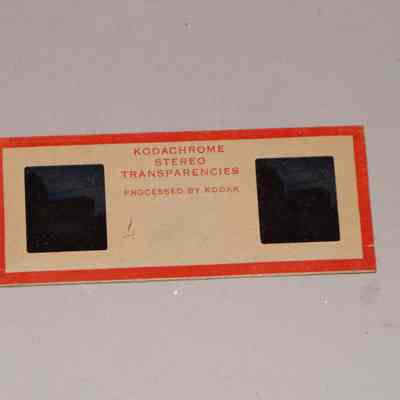 KODACHROME
STEREO
TRANSPARENCIES
PROCESSED BY KODAK